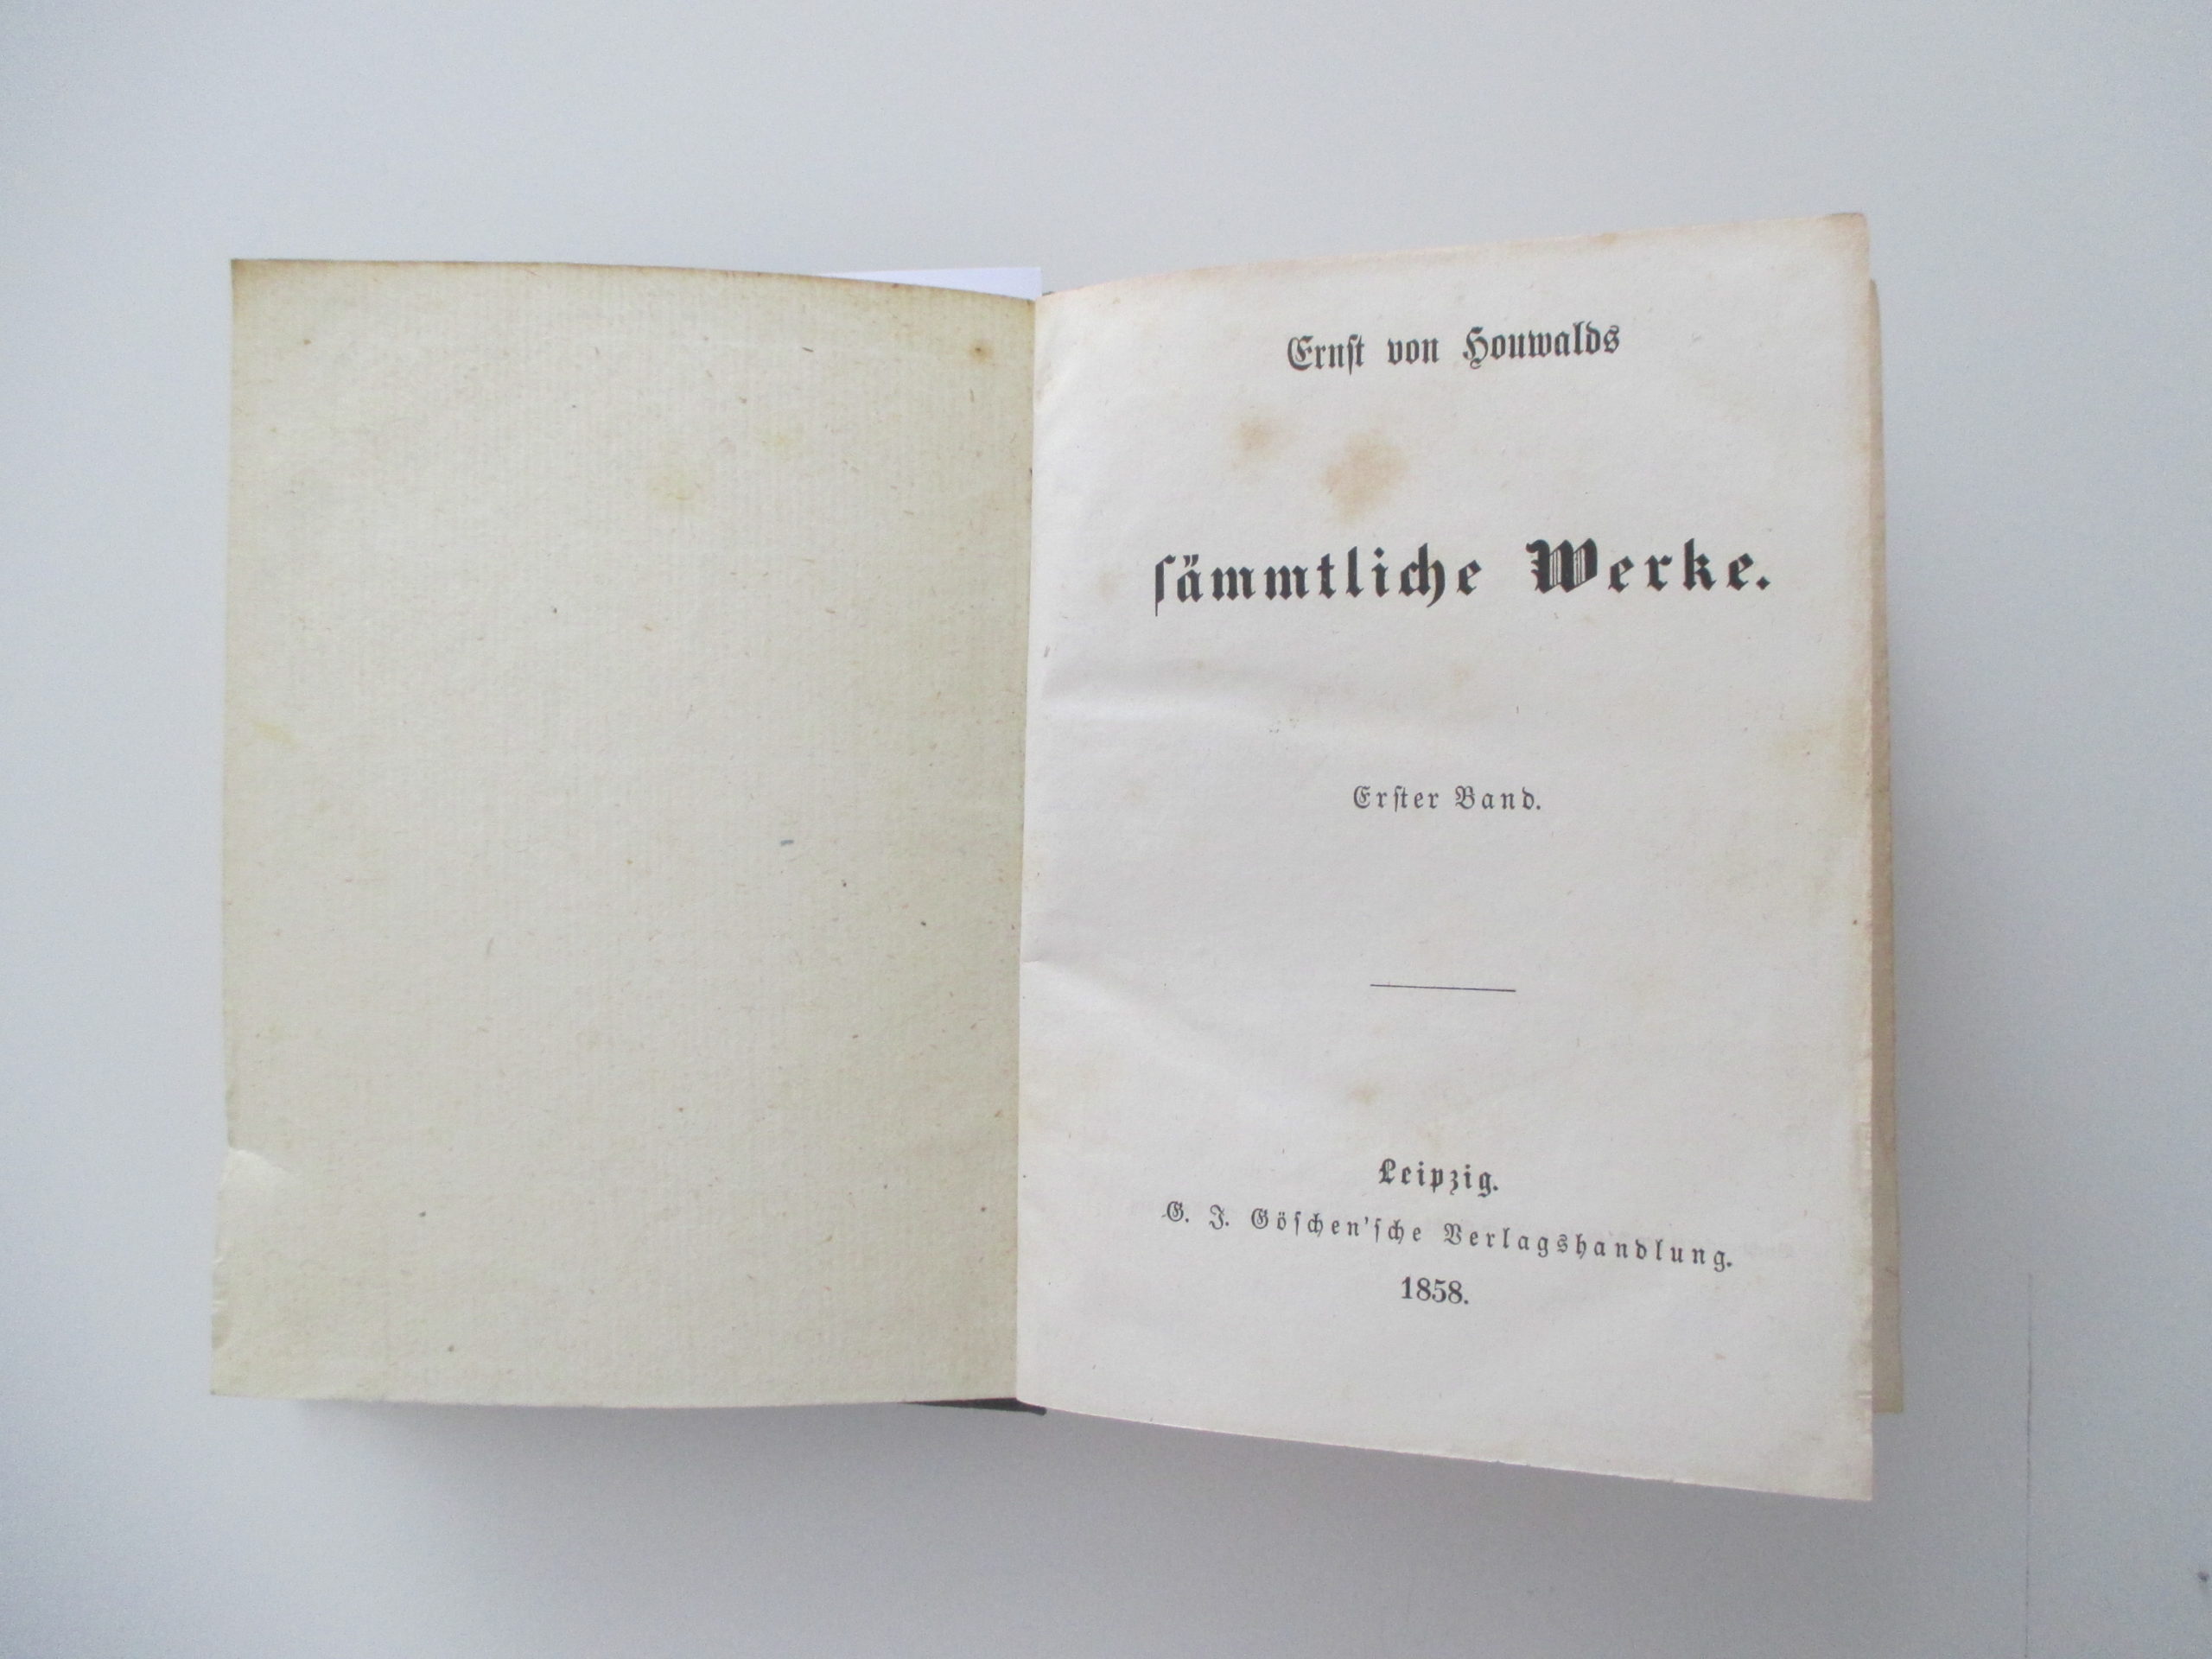 Ernſt von Houwalds
ſämmtliche Werke.
Erſter Band.
Leipzig.
G. J. Göſchen'ſche Verlagshandlung.
1858.